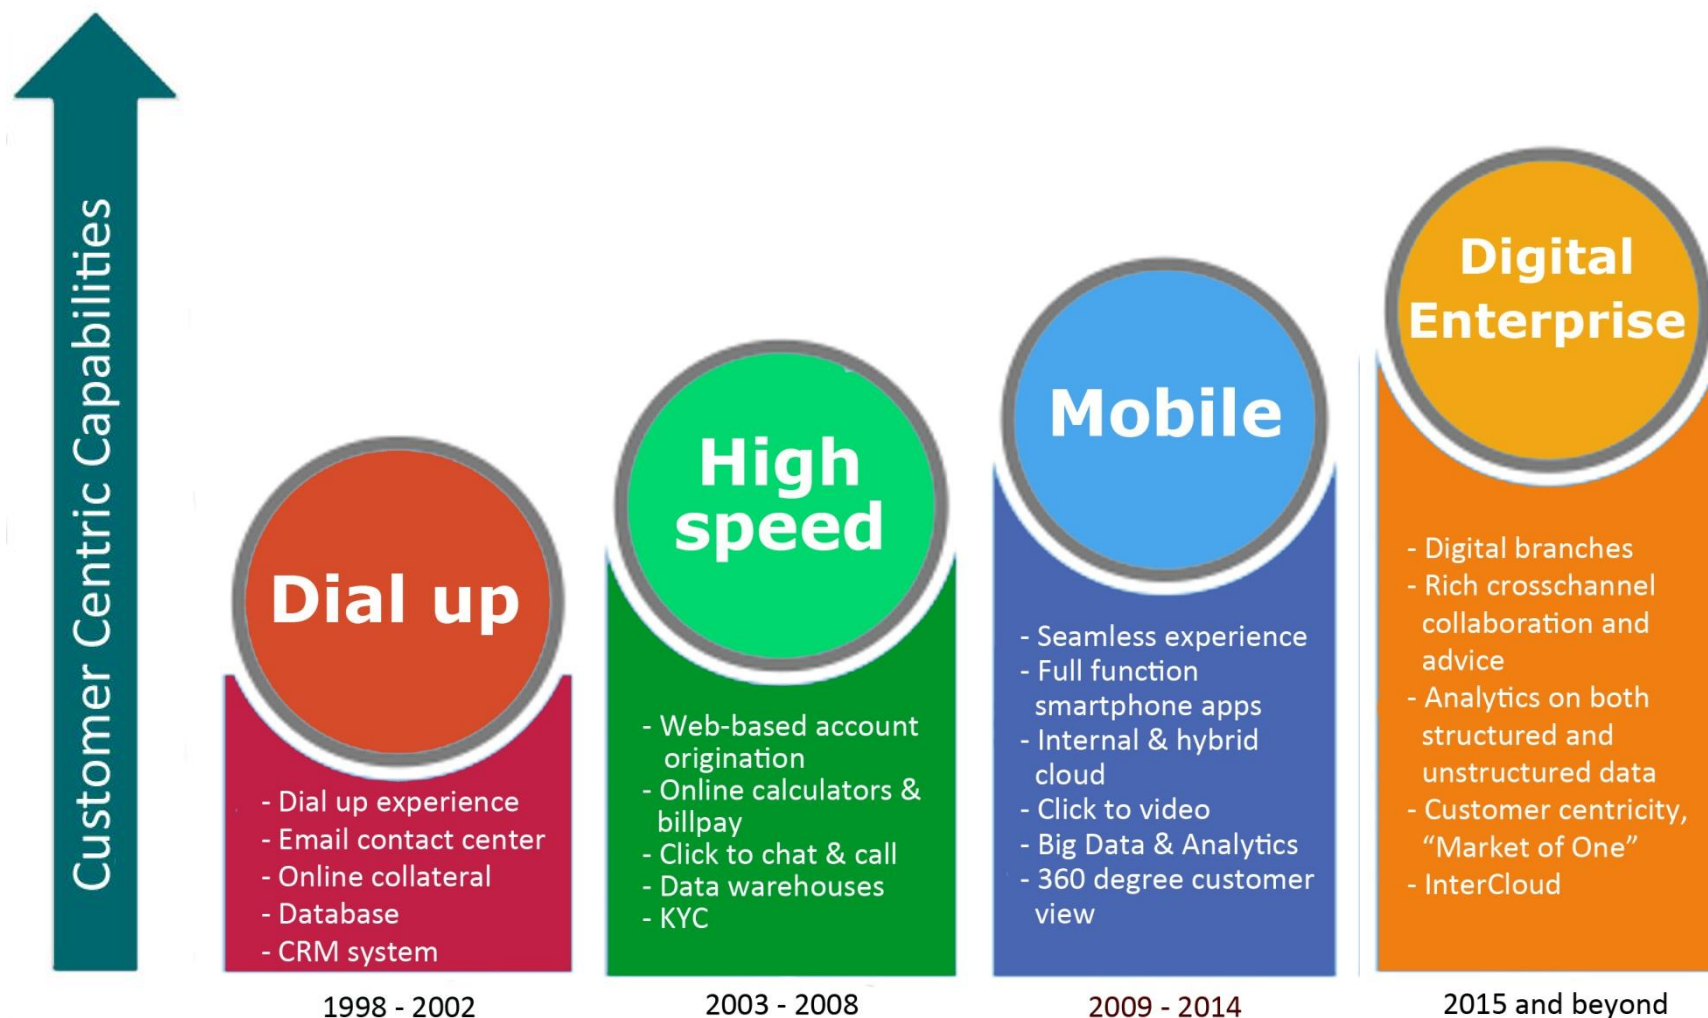 Customer Centric Capabilities
Dial up
- Dial up experience
- Email contact center
- Online collateral
- Database
- CRM system
1998 - 2002
High
speed
- Web-based account
origination
- Online calculators &
billpay
- Click to chat & call
- Data warehouses
- KYC
2003 - 2008
Mobile
- Seamless experience
- Full function
smartphone apps
- Internal & hybrid
cloud
- Click to video
- Big Data & Analytics
- 360 degree customer
view
2009 - 2014
Digital
Enterprise
- Digital branches
- Rich crosschannel
collaboration and
advice
- Analytics on both
structured and
unstructured data
- Customer centricity,
“Market of One”
- InterCloud
2015 and beyond